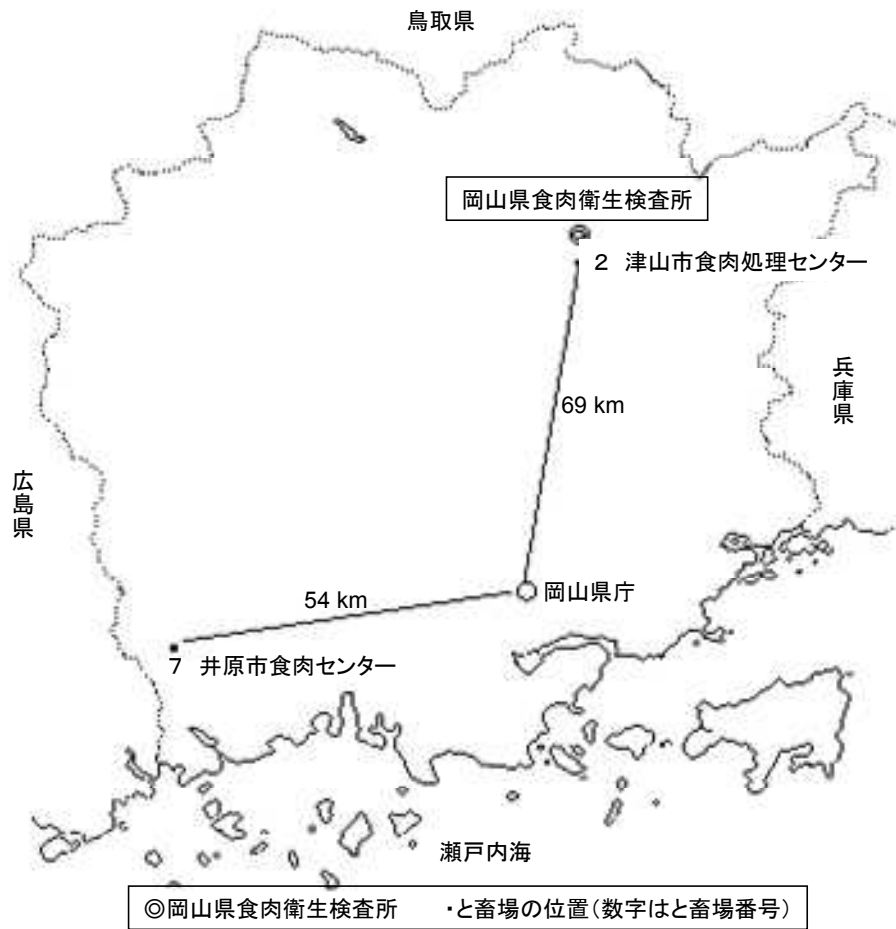 鳥取県
岡山県食肉衛生検査所
2 津山市食肉処理センター
兵庫県
69 km
広島県
54 km
岡山県庁
7 井原市食肉センター
瀬戸内海
◎岡山県食肉衛生検査所 ・と畜場の位置(数字はと畜場番号)